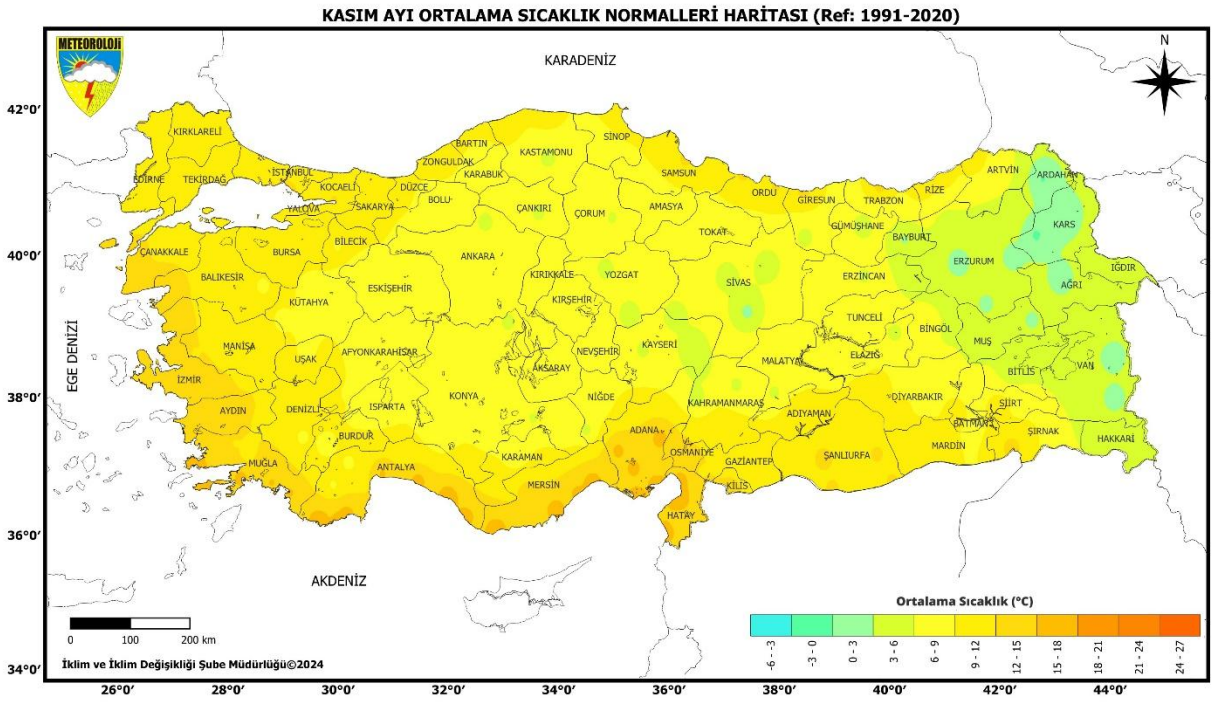 KASIM AYI ORTALAMA SICAKLIK NORMALLERİ HARİTASI (Ref: 1991-2020)
METEOROLOJİ
KARADENİZ
N
42°0'
40°0'
38°0'
36°0'
34°0'
EGE DENİZİ
KIRKLARELİ
EDİRNE
TEKİRDAĞ
İSTANBUL
KOCAELİ
YALOVA
SAKARYA
DÜZCE
BOLU
ZONGULDAK
BARTIN
KARABUK
KASTAMONU
SİNOP
SAMSUN
ORDU
GİRESUN
TRABZON
RİZE
ARTVİN
ARDAHAN
KARS
ÇANKIRI
ÇORUM
AMASYA
TOKAT
GÜMÜŞHANE
BAYBURT
ERZURUM
IĞDIR
AĞRI
ÇANAKKALE
BALIKESİR
BURSA
BİLECİK
ESKİŞEHİR
ANKARA
KIRIKKALE
YOZGAT
SİVAS
ERZİNCAN
TUNCELİ
BİNGÖL
MUŞ
BİTLİS
VAN
KÜTAHYA
MANİSA
UŞAK
AFYONKARAHİSAR
KIRŞEHİR
NEVŞEHİR
AKSARAY
KAYSERİ
MALATYA
ELAZIĞ
DİYARBAKIR
İZMİR
AYDIN
DENİZLİ
ISPARTA
BURDUR
KONYA
NİĞDE
KAHRAMANMARAŞ
ADIYAMAN
BATMAN
SİİRT
ŞIRNAK
HAKKARİ
MUĞLA
ANTALYA
KARAMAN
MERSİN
ADANA
OSMANİYE
GAZİANTEP
KİLİS
ŞANLIURFA
MARDİN
HATAY
AKDENİZ
Ortalama Sıcaklık (°C)
-6 - -3
-3 - 0
0 - 3
3 - 6
6 - 9
9 - 12
12 - 15
15 - 18
18 - 21
21 - 24
24 - 27
0 100 200 km
İklim ve İklim Değişikliği Şube Müdürlüğü©2024
26°0' 28°0' 30°0' 32°0' 34°0' 36°0' 38°0' 40°0' 42°0' 44°0'